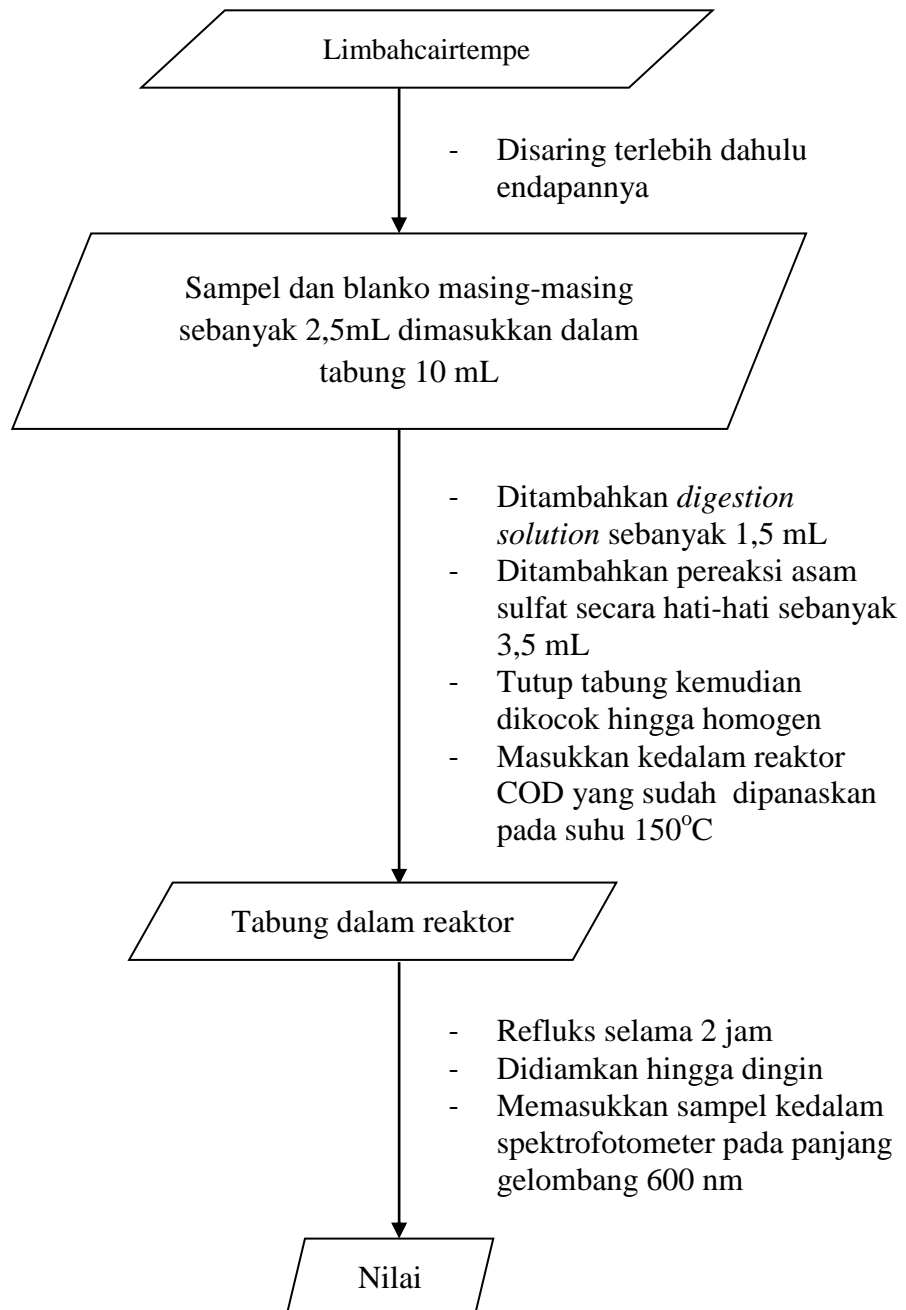 Limbahcairtempe
- Disaring terlebih dahulu
endapannya
Sampel dan blanko masing-masing
sebanyak 2,5mL dimasukkan dalam
tabung 10 mL
- Ditambahkan digestion
solution sebanyak 1,5 mL
- Ditambahkan pereaksi asam
sulfat secara hati-hati sebanyak
3,5 mL
- Tutup tabung kemudian
dikocok hingga homogen
- Masukkan kedalam reaktor
COD yang sudah dipanaskan
pada suhu 150°C
Tabung dalam reaktor
- Refluks selama 2 jam
- Didiamkan hingga dingin
- Memasukkan sampel kedalam
spektrofotometer pada panjang
gelombang 600 nm
Nilai